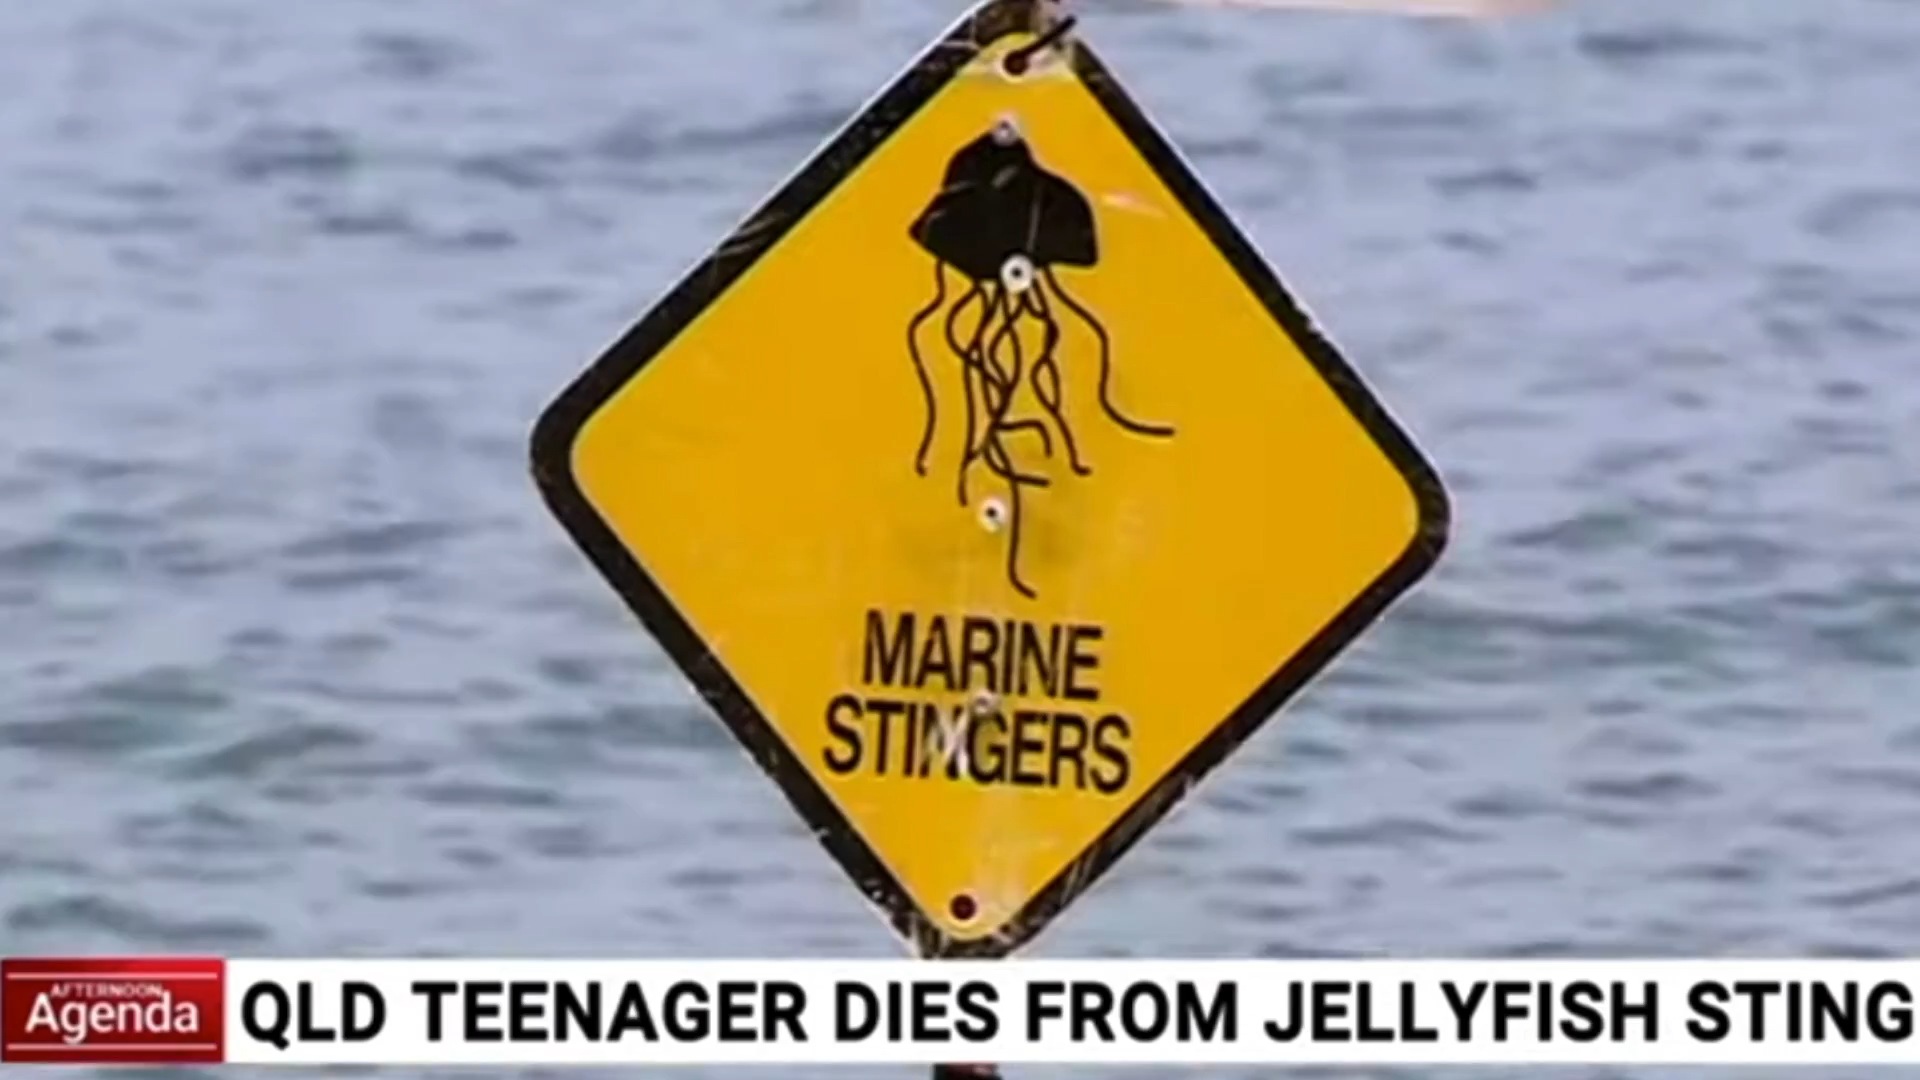 MARINE
STINGERS
AFTERNOON
Agenda
QLD TEENAGER DIES FROM JELLYFISH STING